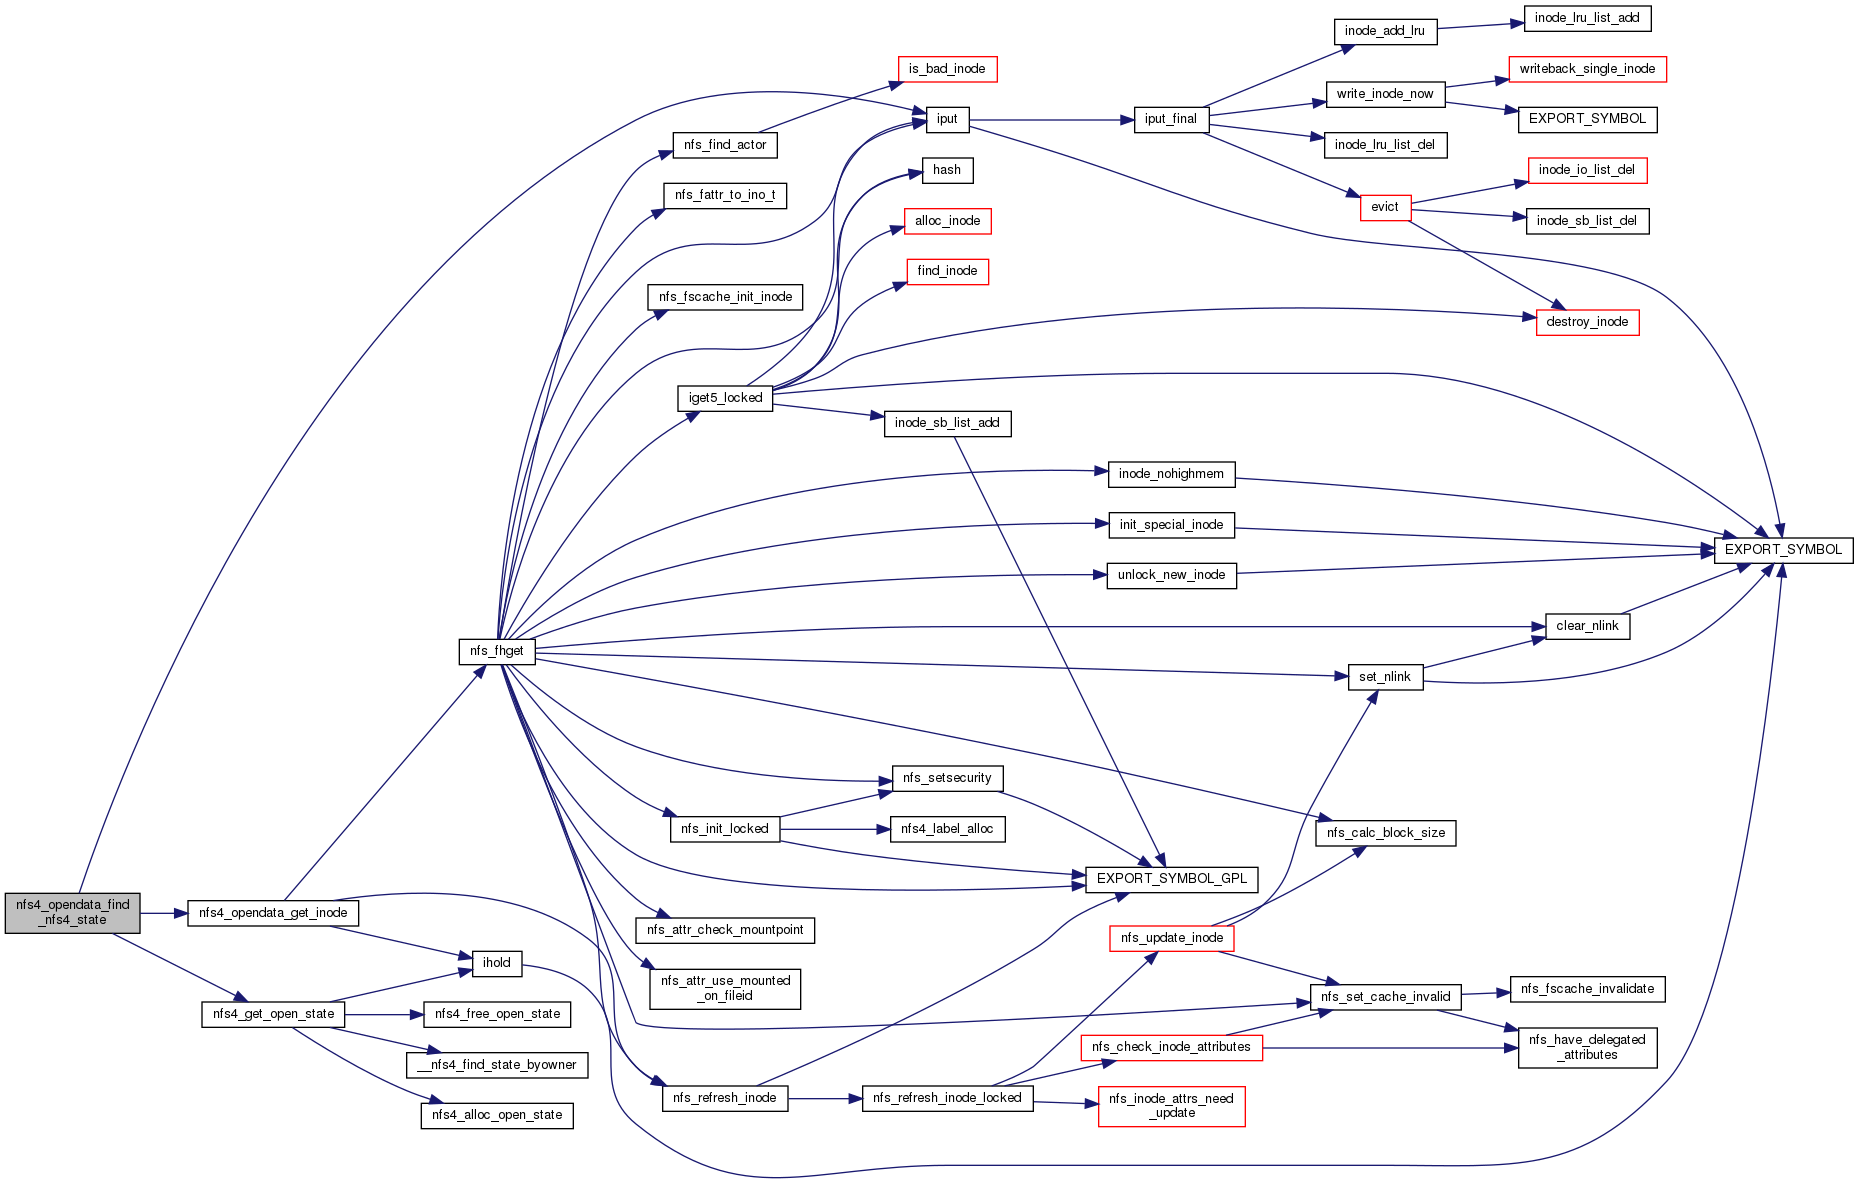 inode_lru_list_add
inode_add_lru
is_bad_inode
writeback_single_inode
write_inode_now
iput
iput_final
EXPORT_SYMBOL
nfs_find_actor
inode_lru_list_del
hash
inode_io_list_del
nfs_fattr_to_ino_t
evict
alloc_inode
inode_sb_list_del
find_inode
nfs_fscache_init_inode
destroy_inode
iget5_locked
inode_sb_list_add
inode_nohighmem
init_special_inode
EXPORT_SYMBOL
unlock_new_inode
clear_nlink
nfs_fhget
set_nlink
nfs_setsecurity
nfs_init_locked
nfs4_label_alloc
nfs_calc_block_size
EXPORT_SYMBOL_GPL
nfs4_opendata_find
_nfs4_state
nfs4_opendata_get_inode
nfs_attr_check_mountpoint
nfs_update_inode
ihold
nfs_attr_use_mounted
_on_fileid
nfs_set_cache_invalid
nfs_fscache_invalidate
nfs4_get_open_state
nfs4_free_open_state
nfs_check_inode_attributes
nfs_have_delegated
_attributes
__nfs4_find_state_byowner
nfs_refresh_inode
nfs_refresh_inode_locked
nfs_inode_attrs_need
_update
nfs4_alloc_open_state